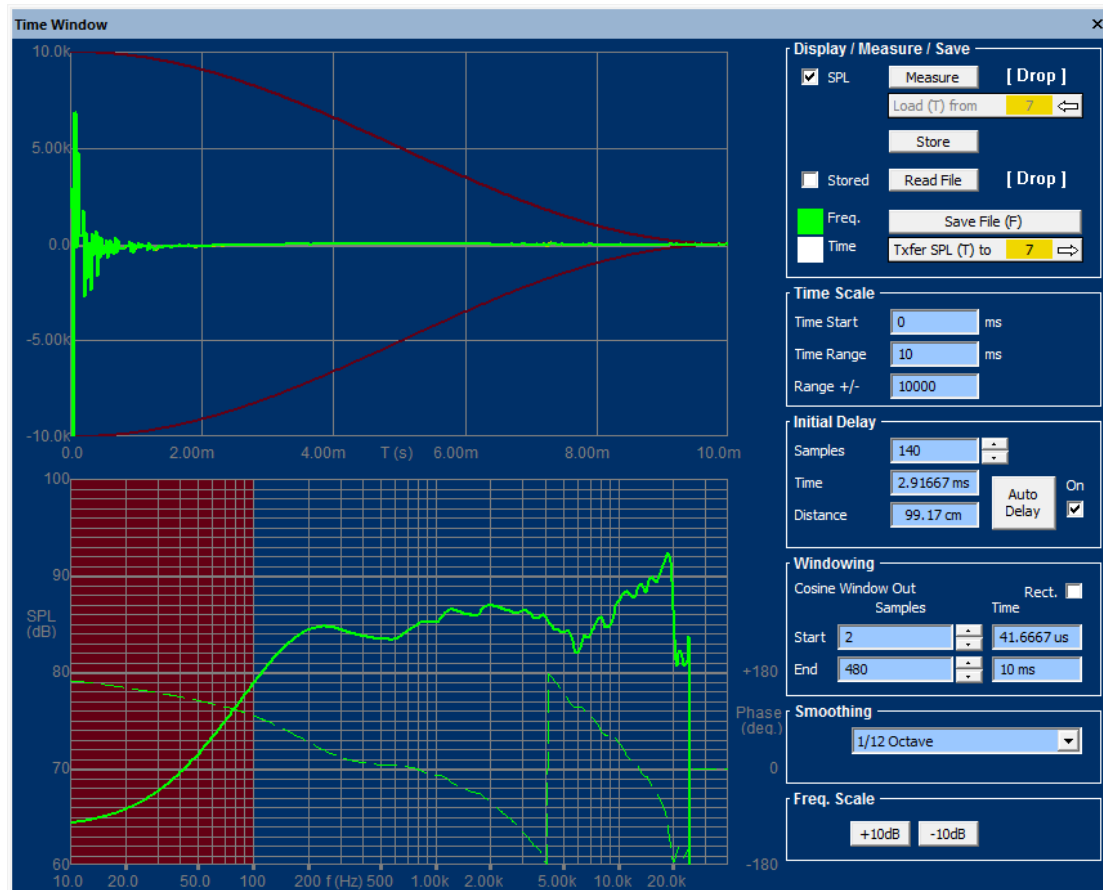 Time Window ×
10.0k
5.00k
0.0
-5.00k
-10.0k
0.0 2.00m 4.00m T (s) 6.00m 8.00m 10.0m
100
90
SPL
(dB)
80
70
60
+180
Phase
(deg.)
0
-180
10.0 20.0 50.0 100 200 f (Hz) 500 1.00k 2.00k 5.00k 10.0k 20.0k
Display / Measure / Save
SPL Measure [ Drop ]
Load (T) from 7
Store
Stored Read File [ Drop ]
Freq. Save File (F)
Time Txfer SPL (T) to 7
Time Scale
Time Start 0 ms
Time Range 10 ms
Range +/- 10000
Initial Delay
Samples 140
Time 2.91667 ms
Distance 99.17 cm
Auto
Delay
On
Windowing
Cosine Window Out Rect.
Samples Time
Start 2 41.6667 us
End 480 10 ms
Smoothing
1/12 Octave
Freq. Scale
+10dB -10dB